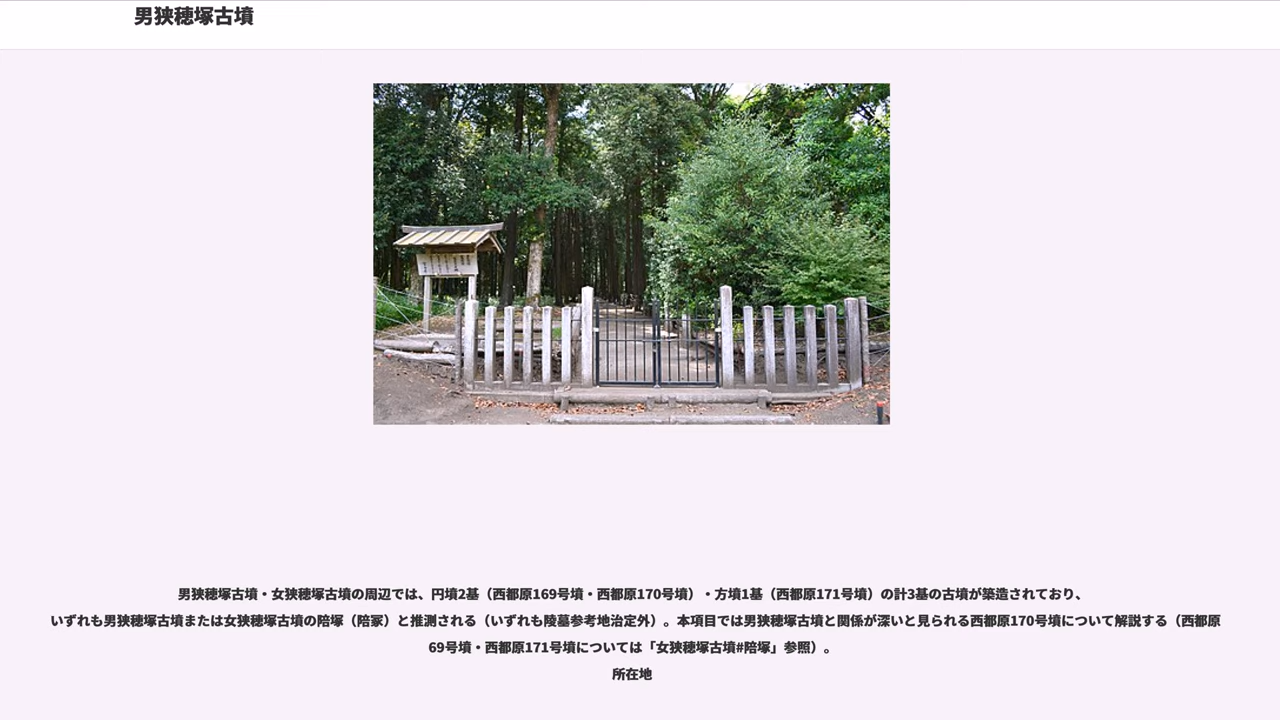 男狭穂塚古墳
男狭穂塚古墳・女狭穂塚古墳の周辺では、円墳2基（西都原169号墳・西都原170号墳）・方墳1基（西都原171号墳）の計3基の古墳が築造されており、
いずれも男狭穂塚古墳または女狭穂塚古墳の陪塚（陪冢）と推測される（いずれも陵墓参考地治定外）。本項目では男狭穂塚古墳と関係が深いと見られる西都原170号墳について解説する（西都原
69号墳・西都原171号墳については「女狭穂塚古墳#陪塚」参照）。
所在地